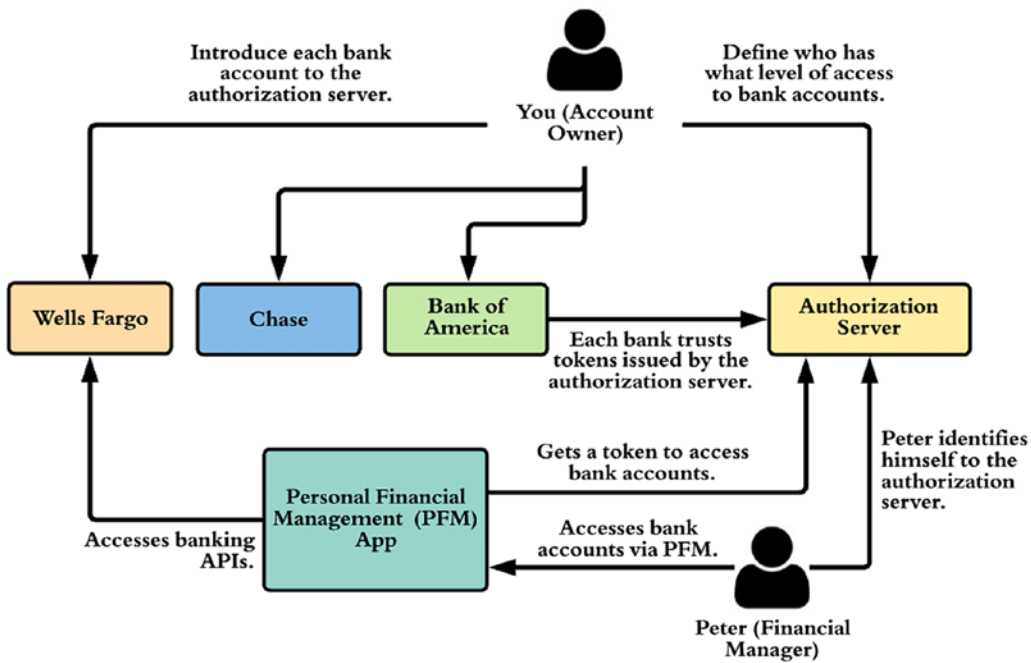 Introduce each bank
account to the
authorization server.
Define who has
what level of access
to bank accounts.
You (Account
Owner)
Wells Fargo
Chase
Bank of
America
Authorization
Server
Each bank trusts
tokens issued by the
authorization server.
Gets a token to access
bank accounts.
Peter identifies
himself to the
authorization
server.
Personal Financial
Management (PFM)
App
Accesses banking
APIs.
Accesses bank
accounts via PFM.
Peter (Financial
Manager)